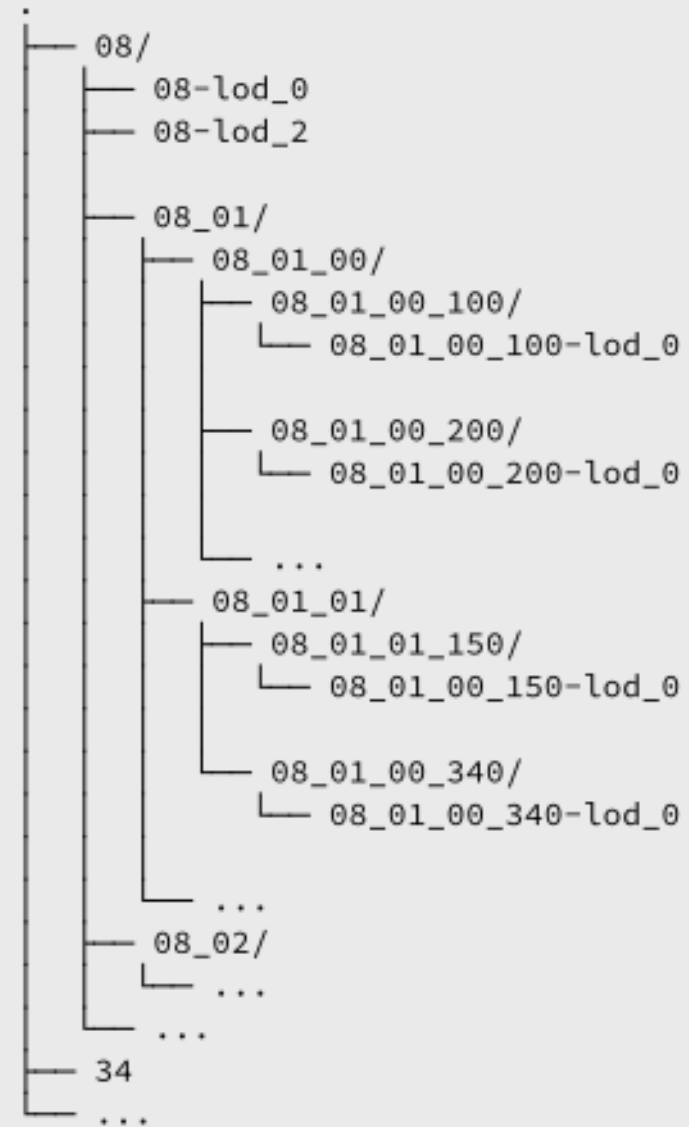 .
├── 08/
│   ├── 08-lod_0
│   ├── 08-lod_2
│   │
│   ├── 08_01/
│   │   ├── 08_01_00/
│   │   │   ├── 08_01_00_100/
│   │   │   │   └── 08_01_00_100-lod_0
│   │   │   │
│   │   │   ├── 08_01_00_200/
│   │   │   │   └── 08_01_00_200-lod_0
│   │   │   │
│   │   │   └── ...
│   │   ├── 08_01_01/
│   │   │   ├── 08_01_01_150/
│   │   │   │   └── 08_01_00_150-lod_0
│   │   │   │
│   │   │   └── 08_01_00_340/
│   │   │       └── 08_01_00_340-lod_0
│   │   │
│   │   └── ...
│   ├── 08_02/
│   │   └── ...
│   └── ...
├── 34
└── ...